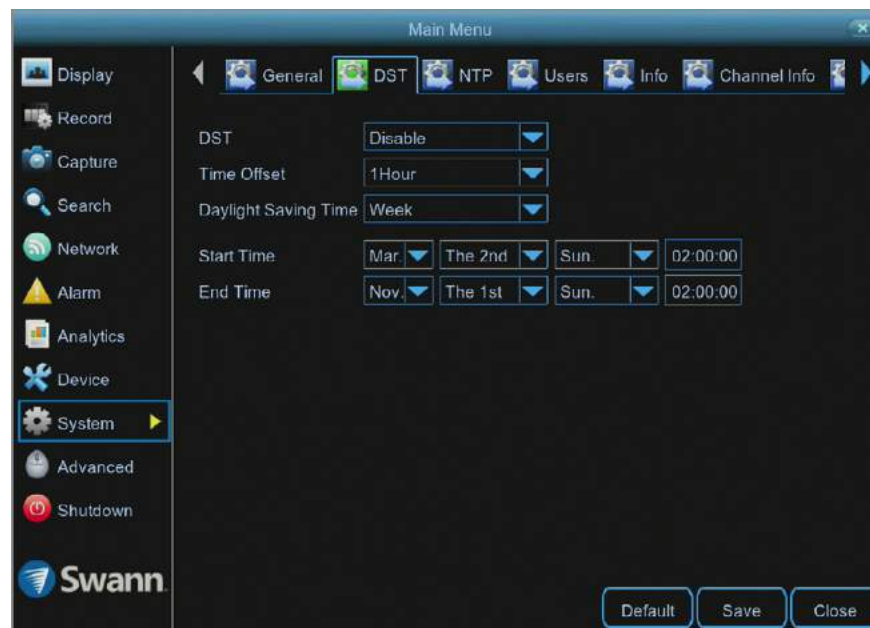 Main Menu
Display
Record
Capture
Search
Network
Alarm
Analytics
Device
System
Advanced
Shutdown
Swann
General DST NTP Users Info Channel Info
DST Disable
Time Offset 1Hour
Daylight Saving Time Week
Start Time Mar. The 2nd Sun. 02:00:00
End Time Nov. The 1st Sun. 02:00:00
Default Save Close